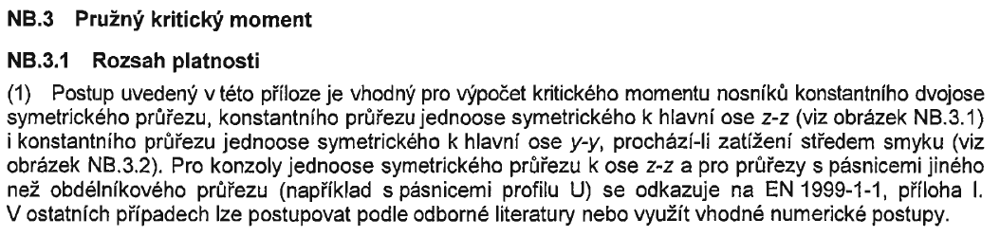 NB.3 Pružný kritický moment
NB.3.1 Rozsah platnosti
(1) Postup uvedený v této příloze je vhodný pro výpočet kritického momentu nosníků konstantního dvojose
symetrického průřezu, konstantního průřezu jednoose symetrického k hlavní ose z-z (viz obrázek NB.3.1)
i konstantního průřezu jednoose symetrického k hlavní ose y-y, prochází-li zatížení středem smyku (viz
obrázek NB.3.2). Pro konzoly jednoose symetrického průřezu k ose z-z a pro průřezy s pásnicemi jiného
než obdélníkového průřezu (například s pásnicemi profilu U) se odkazuje na EN 1999-1-1, příloha I.
V ostatních případech lze postupovat podle odborné literatury nebo využít vhodné numerické postupy.